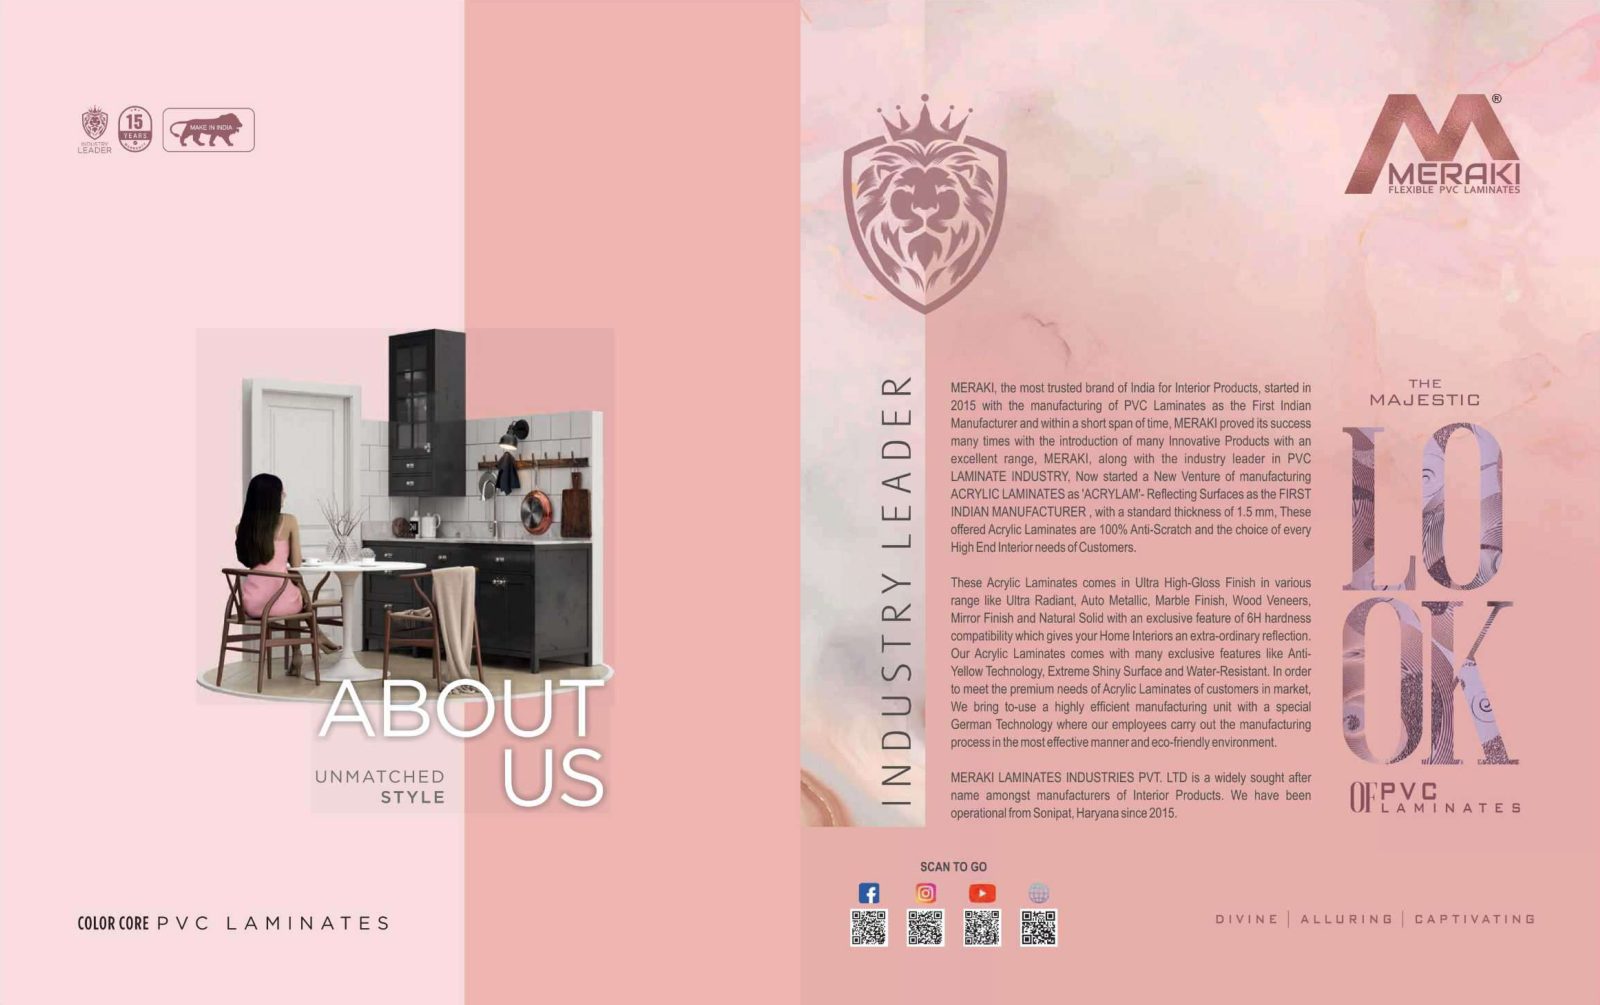 INDUSTRY
LEADER
15
YEARS
MAKE IN INDIA
ABOUT
US
UNMATCHED
STYLE
COLOR CORE PVC LAMINATES
INDUSTRY LEADER
®
MERAKI
FLEXIBLE PVC LAMINATES
MERAKI, the most trusted brand of India for Interior Products, started in
2015 with the manufacturing of PVC Laminates as the First Indian
Manufacturer and within a short span of time, MERAKI proved its success
many times with the introduction of many Innovative Products with an
excellent range, MERAKI, along with the industry leader in PVC
LAMINATE INDUSTRY, Now started a New Venture of manufacturing
ACRYLIC LAMINATES as 'ACRYLAM'- Reflecting Surfaces as the FIRST
INDIAN MANUFACTURER , with a standard thickness of 1.5 mm, These
offered Acrylic Laminates are 100% Anti-Scratch and the choice of every
High End Interior needs of Customers.
These Acrylic Laminates comes in Ultra High-Gloss Finish in various
range like Ultra Radiant, Auto Metallic, Marble Finish, Wood Veneers,
Mirror Finish and Natural Solid with an exclusive feature of 6H hardness
compatibility which gives your Home Interiors an extra-ordinary reflection.
Our Acrylic Laminates comes with many exclusive features like Anti-
Yellow Technology, Extreme Shiny Surface and Water-Resistant. In order
to meet the premium needs of Acrylic Laminates of customers in market,
We bring to-use a highly efficient manufacturing unit with a special
German Technology where our employees carry out the manufacturing
process in the most effective manner and eco-friendly environment.
MERAKI LAMINATES INDUSTRIES PVT. LTD is a widely sought after
name amongst manufacturers of Interior Products. We have been
operational from Sonipat, Haryana since 2015.
THE
MAJESTIC
LO
OK
OF PVC
LAMINATES
SCAN TO GO
DIVINE | ALLURING | CAPTIVATING